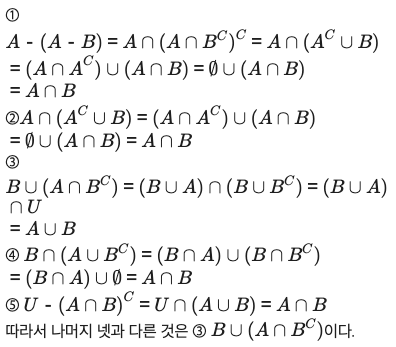 ①
A - (A - B) = A ∩ (A ∩ B^C)^C = A ∩ (A^C ∪ B)
= (A ∩ A^C) ∪ (A ∩ B) = ∅ ∪ (A ∩ B)
= A ∩ B
②A ∩ (A^C ∪ B) = (A ∩ A^C) ∪ (A ∩ B)
= ∅ ∪ (A ∩ B) = A ∩ B
③
B ∪ (A ∩ B^C) = (B ∪ A) ∩ (B ∪ B^C) = (B ∪ A)
∩ U
= A ∪ B
④ B ∩ (A ∪ B^C) = (B ∩ A) ∪ (B ∩ B^C)
= (B ∩ A) ∪ ∅ = A ∩ B
⑤ U - (A ∩ B)^C = U ∩ (A ∪ B) = A ∩ B
따라서 나머지 넷과 다른 것은 ③ B ∪ (A ∩ B^C)이다.